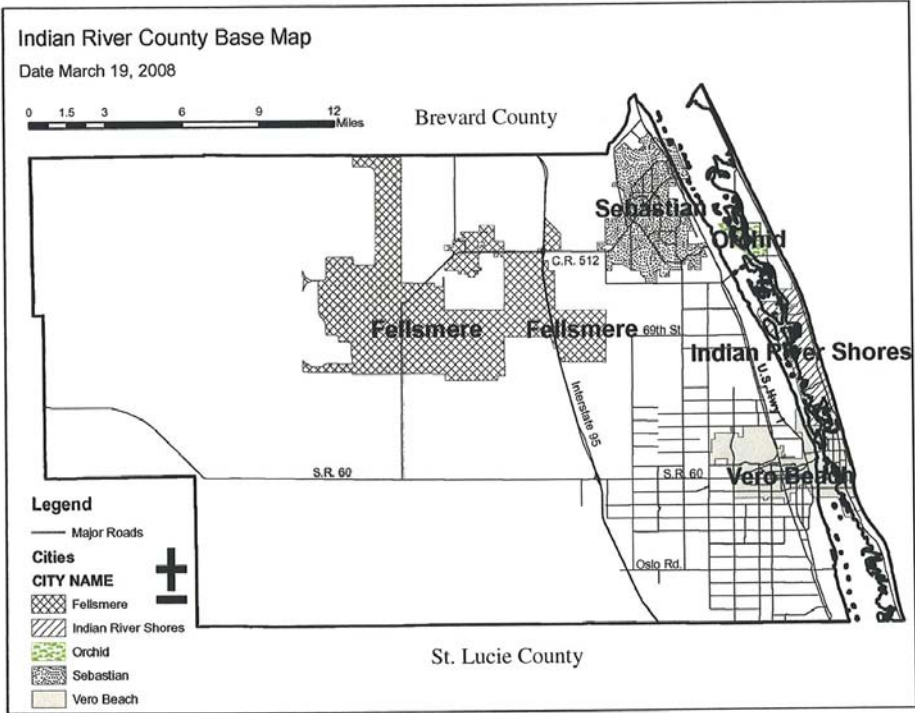 Indian River County Base Map
Date March 19, 2008
0 1.5 3 6 9 12
Miles
Brevard County
Sebastian
Orchid
C.R. 512
Fellsmere
Fellsmere
69th St
Indian River Shores
U.S. Hwy 1
Interstate 95
S.R. 60
S.R. 60
Vero Beach
Oslo Rd.
Legend
Major Roads
Cities
CITY NAME
Fellsmere
Indian River Shores
Orchid
Sebastian
Vero Beach
St. Lucie County